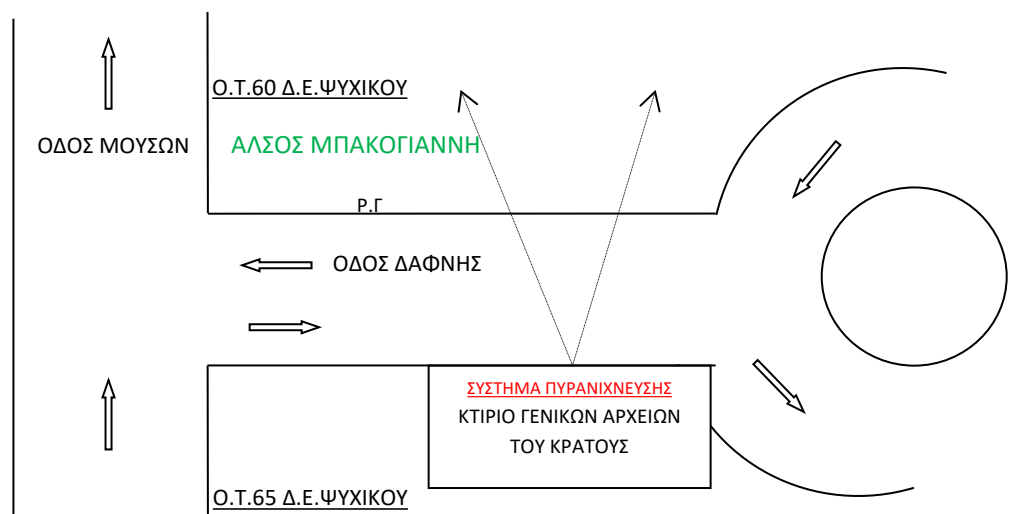 Ο.Τ.60 Δ.Ε.ΨΥΧΙΚΟΥ
ΟΔΟΣ ΜΟΥΣΩΝ
ΑΛΣΟΣ ΜΠΑΚΟΓΙΑΝΝΗ
Ρ.Γ
ΟΔΟΣ ΔΑΦΝΗΣ
ΣΥΣΤΗΜΑ ΠΥΡΑΝΙΧΝΕΥΣΗΣ
ΚΤΙΡΙΟ ΓΕΝΙΚΩΝ ΑΡΧΕΙΩΝ
ΤΟΥ ΚΡΑΤΟΥΣ
Ο.Τ.65 Δ.Ε.ΨΥΧΙΚΟΥ